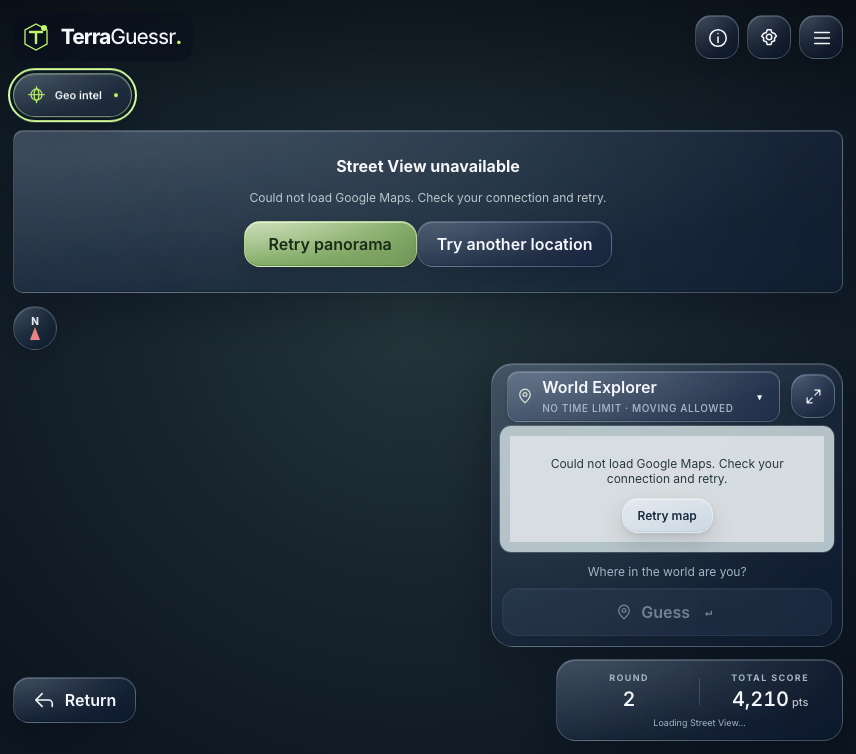 TerraGuessr.
Geo intel
Street View unavailable
Could not load Google Maps. Check your connection and retry.
Retry panorama
Try another location
N
World Explorer
NO TIME LIMIT · MOVING ALLOWED
Could not load Google Maps. Check your
connection and retry.
Retry map
Where in the world are you?
Guess ↵
Return
ROUND
2
TOTAL SCORE
4,210 pts
Loading Street View...